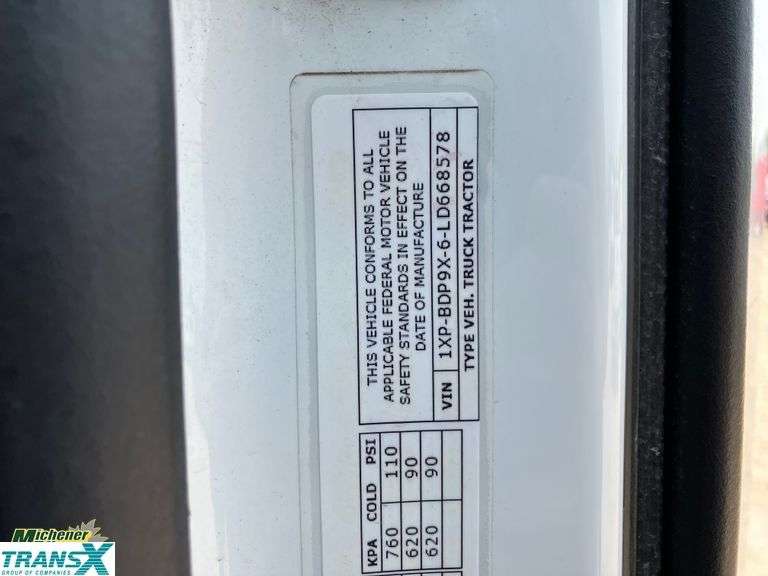 THIS VEHICLE CONFORMS TO ALL
APPLICABLE FEDERAL MOTOR VEHICLE
SAFETY STANDARDS IN EFFECT ON THE
DATE OF MANUFACTURE
VIN 1XP-BDP9X-6-LD668578
TYPE VEH. TRUCK TRACTOR
KPA COLD PSI
760 110
620 90
620 90
Michener
TRANSX
GROUP OF COMPANIES